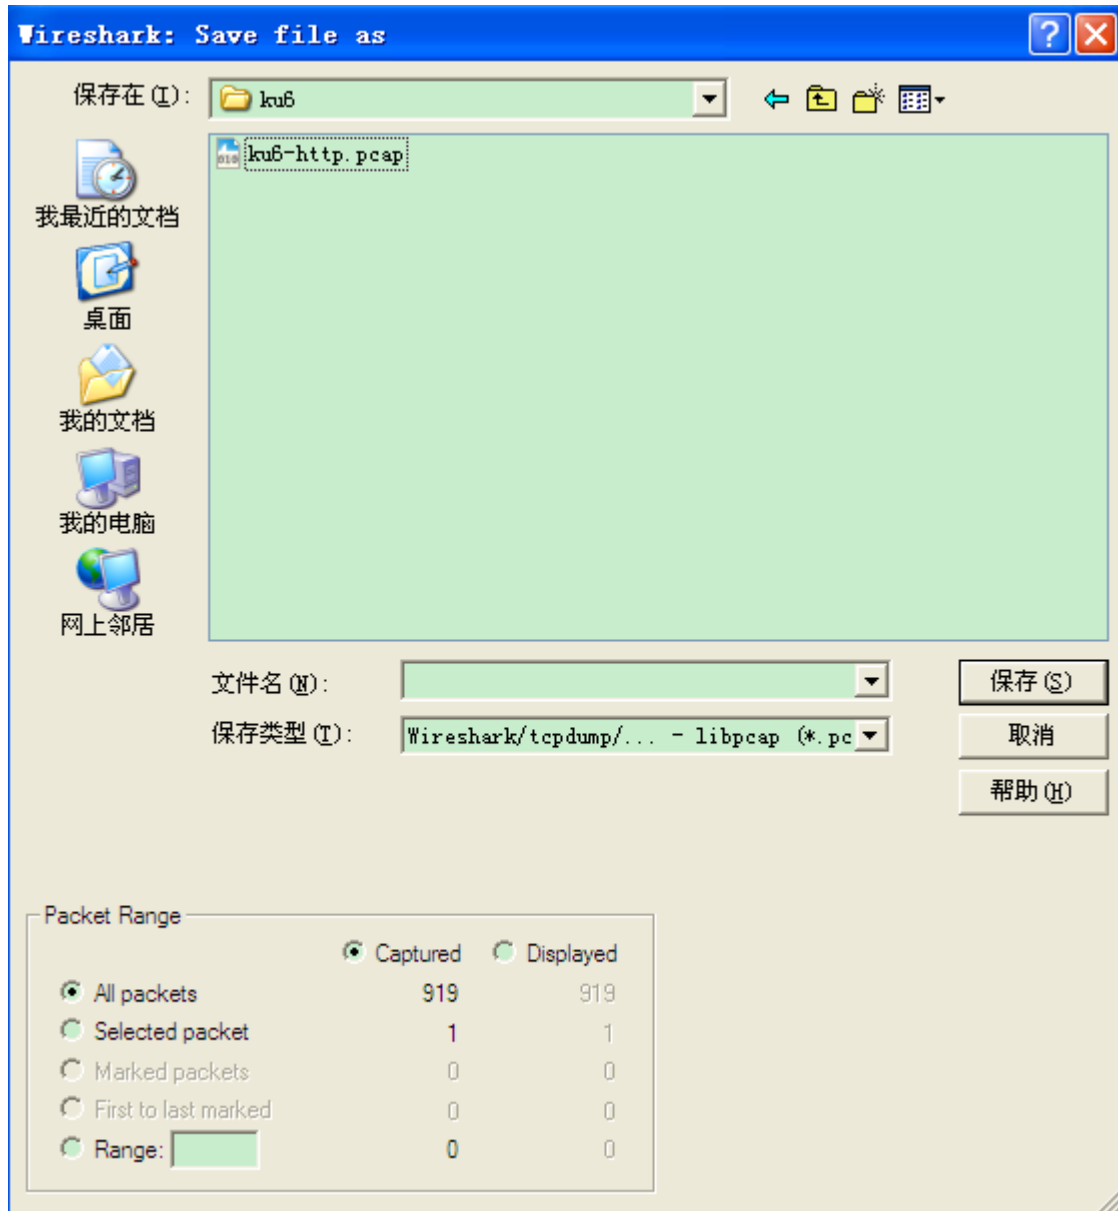 Wireshark: Save file as
保存在(I):
ku6
ku6-http.pcap
我最近的文档
桌面
我的文档
我的电脑
网上邻居
文件名(N):
保存(S)
保存类型(T):
Wireshark/tcpdump/... - libpcap (*.pc
取消
帮助(H)
Packet Range
Captured Displayed
All packets 919 919
Selected packet 1 1
Marked packets 0 0
First to last marked 0 0
Range: 0 0